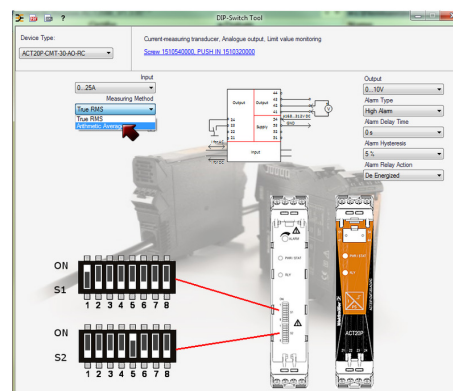 DIP-Switch Tool
Device Type:
ACT20P-CMT-30-AO-RC
Current-measuring transducer, Analogue output, Limit value monitoring
Screw 1510540000, PUSH IN 1510320000
Input
0..25A
Measuring Method
True RMS
True RMS
Arithmetic Average
Output
0...10V
Alarm Type
High Alarm
Alarm Delay Time
0 s
Alarm Hysteresis
5 %
Alarm Relay Action
De Energized
Output
Output
Supply
Input
GND
V
ALARM
PWR / STAT
RLY
PWR / STAT
RLY
ACT20P
ON
S1
1 2 3 4 5 6 7 8
ON
S2
1 2 3 4 5 6 7 8